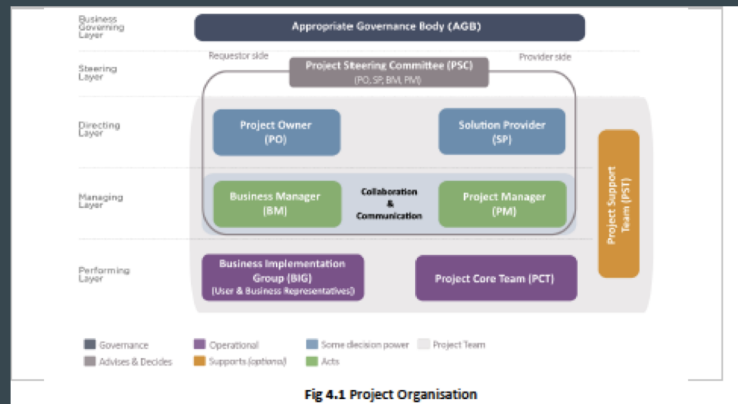 Business
Governing
Layer
Appropriate Governance Body (AGB)
Requestor side
Provider side
Steering
Layer
Project Steering Committee (PSC)
(PO, SP, BM, PM)
Directing
Layer
Project Owner
(PO)
Solution Provider
(SP)
Managing
Layer
Business Manager
(BM)
Collaboration
&
Communication
Project Manager
(PM)
Project Support
Team (PST)
Performing
Layer
Business Implementation
Group (BIG)
(User & Business Representatives)
Project Core Team (PCT)
Governance
Operational
Some decision power
Project Team
Advises & Decides
Supports (optional)
Acts
Fig 4.1 Project Organisation